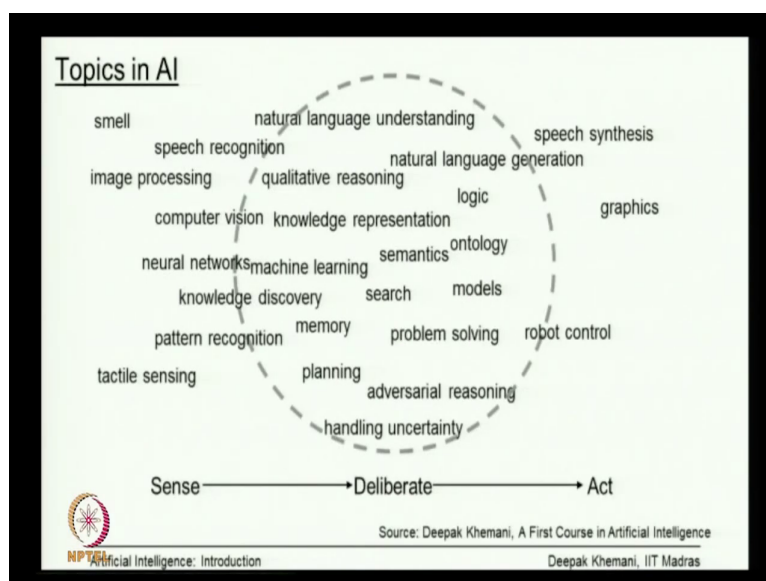 Topics in AI
smell
natural language understanding
speech synthesis
speech recognition
natural language generation
image processing
qualitative reasoning
logic
graphics
computer vision
knowledge representation
semantics
ontology
neural networks
machine learning
knowledge discovery
search
models
pattern recognition
memory
problem solving
robot control
tactile sensing
planning
adversarial reasoning
handling uncertainty
Sense Deliberate Act
Source: Deepak Khemani, A First Course in Artificial Intelligence
NPTEL
Artificial Intelligence: Introduction
Deepak Khemani, IIT Madras